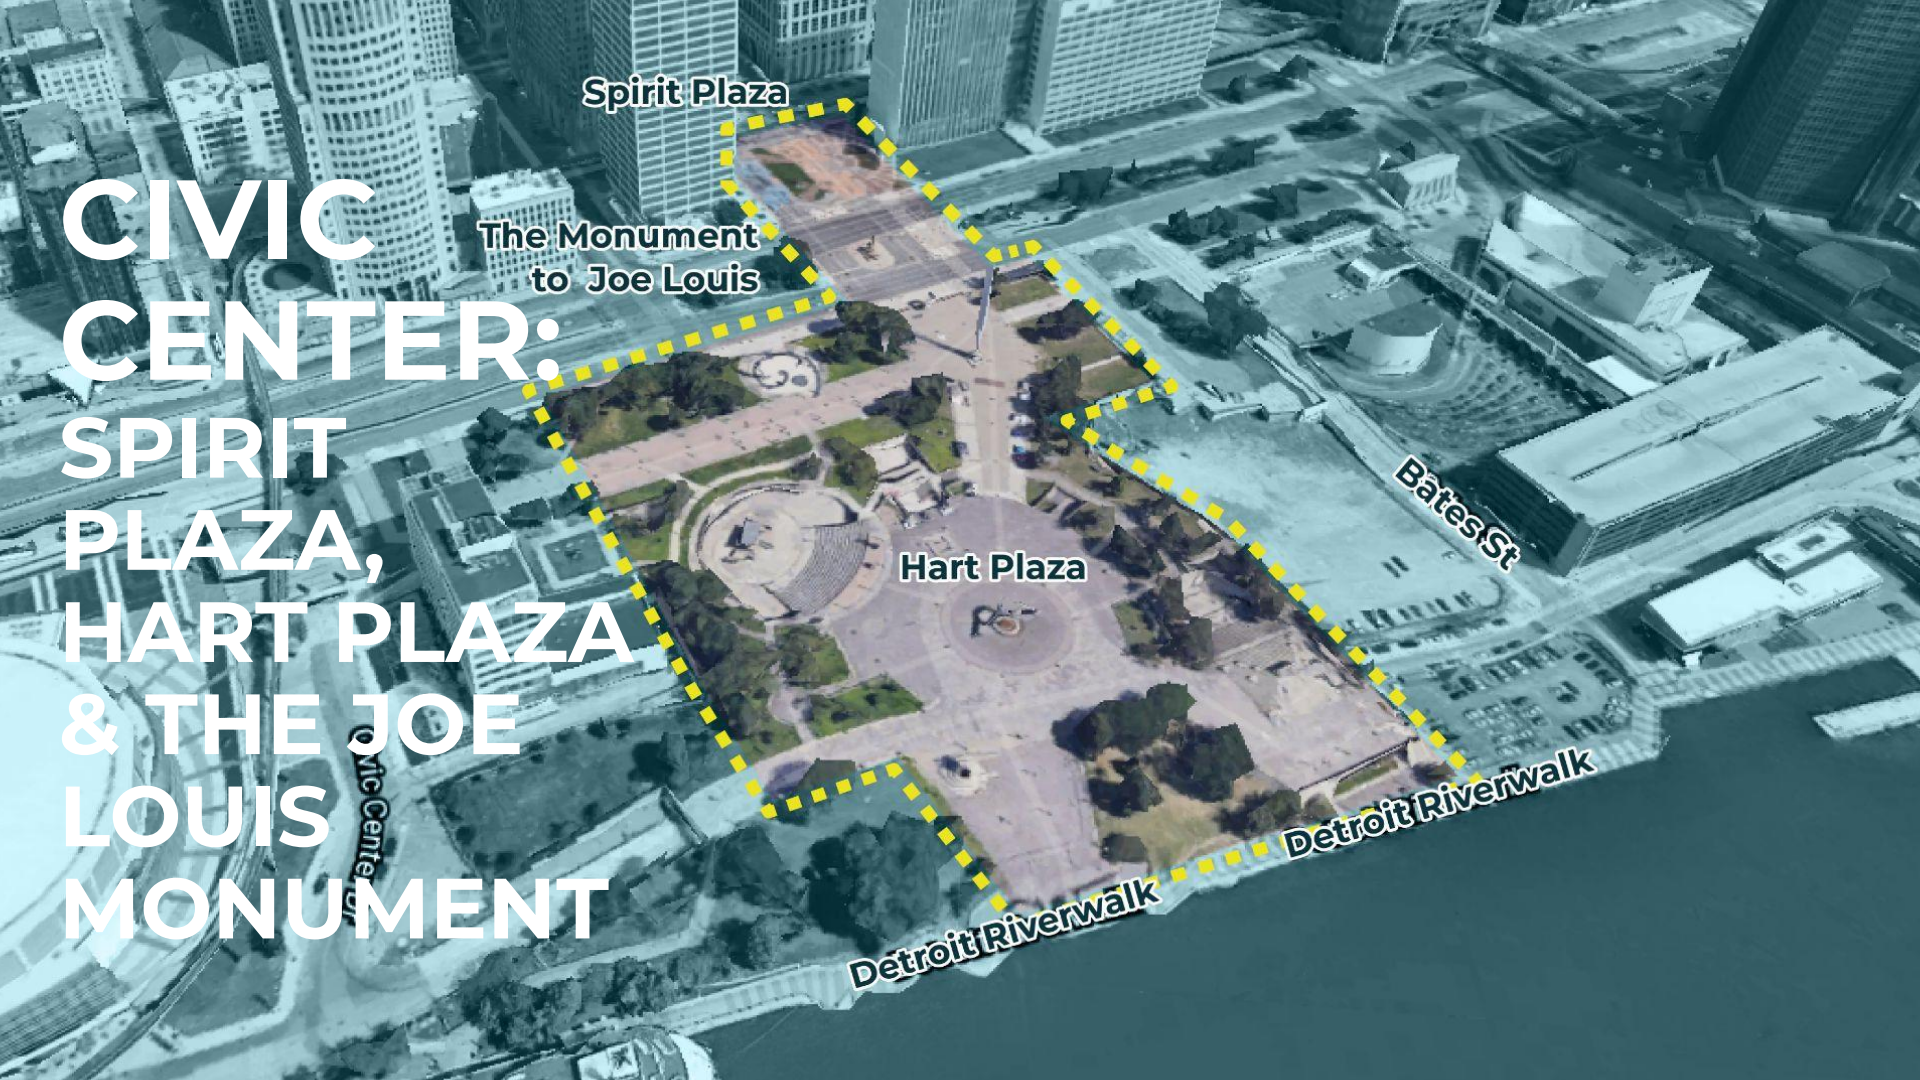 CIVIC
CENTER:
SPIRIT
PLAZA,
HART PLAZA
& THE JOE
LOUIS
MONUMENT
Spirit Plaza
The Monument
to Joe Louis
Hart Plaza
Bates St
Civic Center
Detroit Riverwalk
Detroit Riverwalk